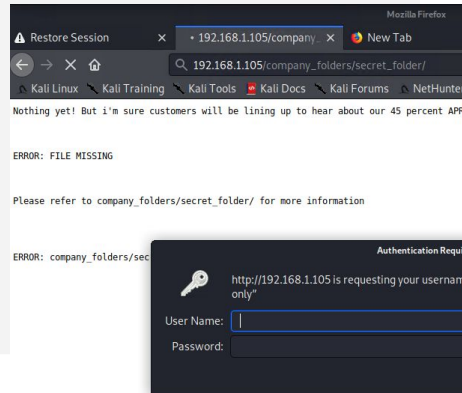 Mozilla Firefox
Restore Session
192.168.1.105/company_
New Tab
192.168.1.105/company_folders/secret_folder/
Kali Linux Kali Training Kali Tools Kali Docs Kali Forums NetHunte
Nothing yet! But i'm sure customers will be lining up to hear about our 45 percent APR
ERROR: FILE MISSING
Please refer to company_folders/secret_folder/ for more information
ERROR: company_folders/sec
Authentication Requi
http://192.168.1.105 is requesting your usernam
only"
User Name:
Password: